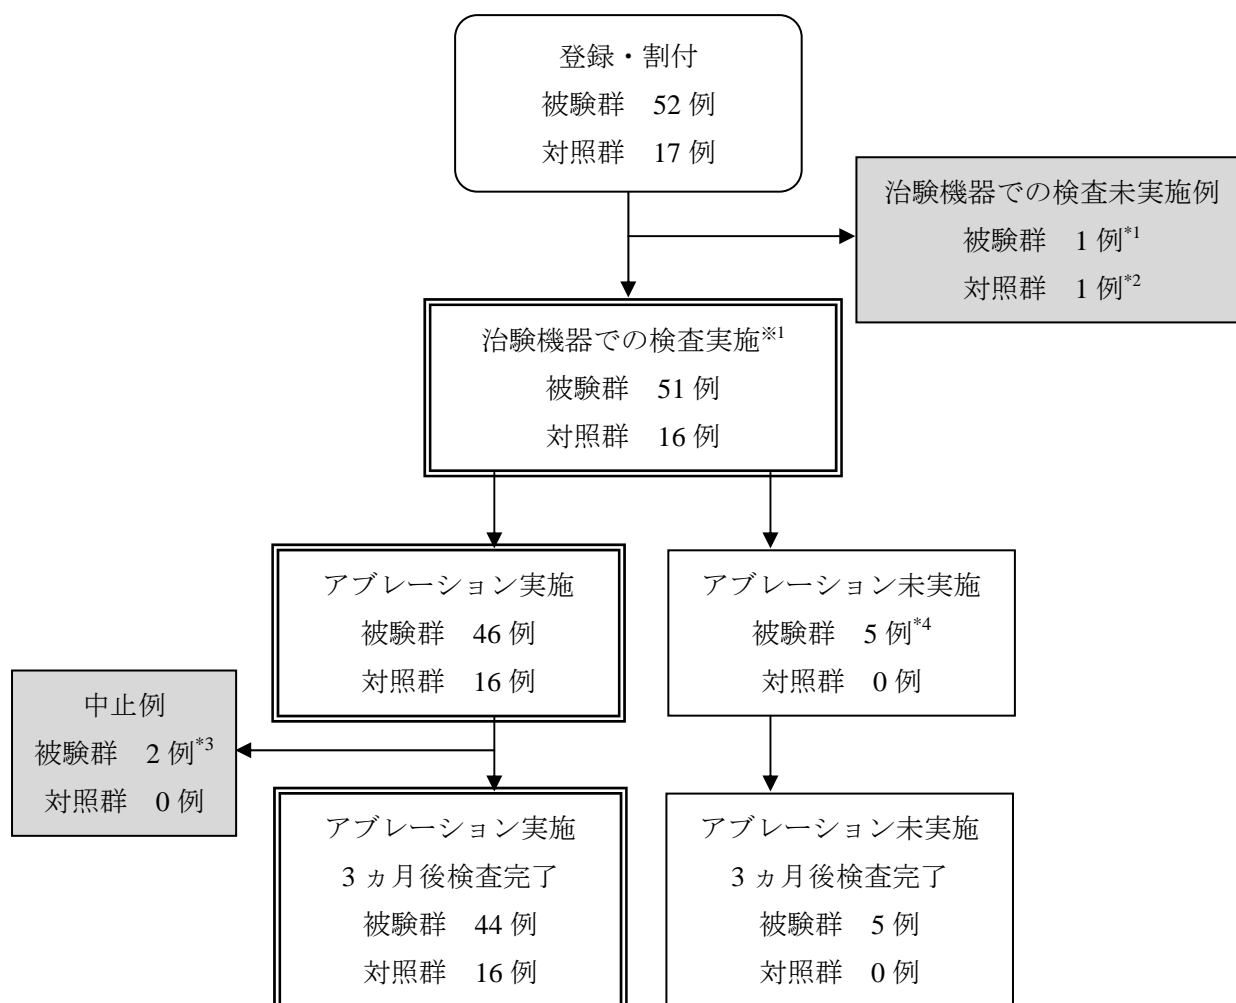 登録・割付
被験群　52 例
対照群　17 例
治験機器での検査未実施例
被験群　1 例*1
対照群　1 例*2
治験機器での検査実施※1
被験群　51 例
対照群　16 例
アブレーション実施
被験群　46 例
対照群　16 例
アブレーション未実施
被験群　5 例*4
対照群　0 例
中止例
被験群　2 例*3
対照群　0 例
アブレーション実施
3 ヵ月後検査完了
被験群　44 例
対照群　16 例
アブレーション未実施
3 ヵ月後検査完了
被験群　5 例
対照群　0 例